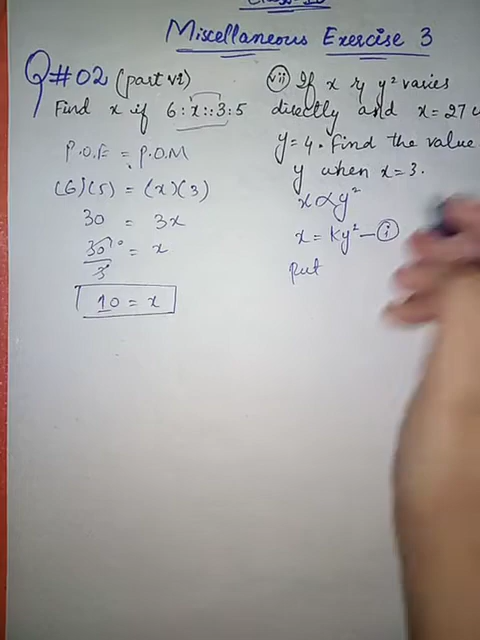 Miscellaneous Exercise 3
Q#02 (part vi)
Find x if 6:x::3:5
P.O.E = P.O.M
(6)(5) = (x)(3)
30 = 3x
30/3 10 = x
10 = x
(vii) If x & y² varies
directly and x=27
y=4. Find the value
y when x=3.
x ∝ y²
x = Ky² — (i)
put